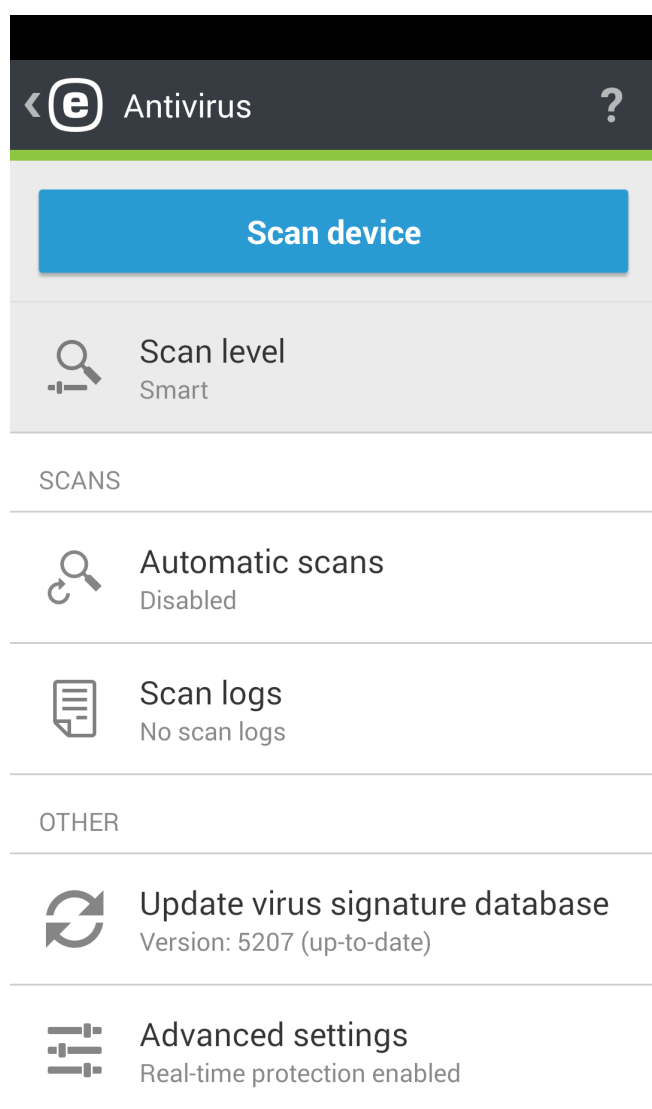 e Antivirus ?
Scan device
Scan level
Smart
SCANS
Automatic scans
Disabled
Scan logs
No scan logs
OTHER
Update virus signature database
Version: 5207 (up-to-date)
Advanced settings
Real-time protection enabled